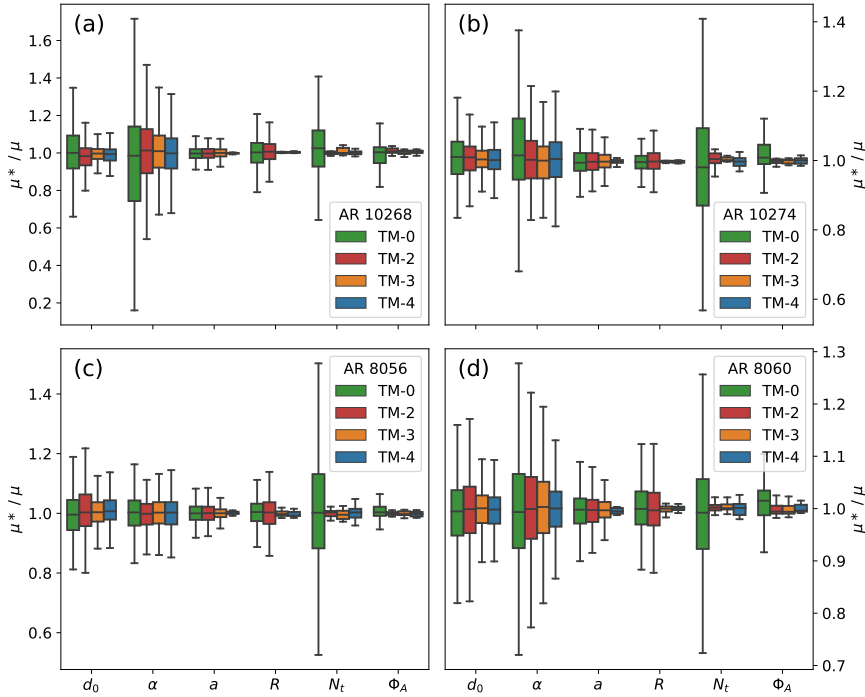 (a)
1.6
1.4
1.2
1.0
0.8
0.6
0.4
0.2
μ* / μ
AR 10268
TM-0
TM-2
TM-3
TM-4
(b)
1.4
1.2
1.0
0.8
0.6
μ* / μ
AR 10274
TM-0
TM-2
TM-3
TM-4
(c)
1.4
1.2
1.0
0.8
0.6
μ* / μ
AR 8056
TM-0
TM-2
TM-3
TM-4
d₀ α a R Nₜ Φ_A
(d)
1.3
1.2
1.1
1.0
0.9
0.8
0.7
μ* / μ
AR 8060
TM-0
TM-2
TM-3
TM-4
d₀ α a R Nₜ Φ_A